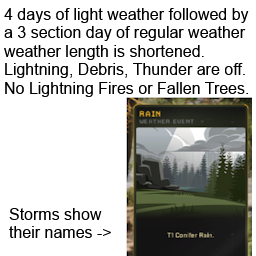 4 days of light weather followed by
a 3 section day of regular weather
weather length is shortened.
Lightning, Debris, Thunder are off.
No Lightning Fires or Fallen Trees.
RAIN
WEATHER EVENT
T1 Conifer Rain.
Storms show
their names ->